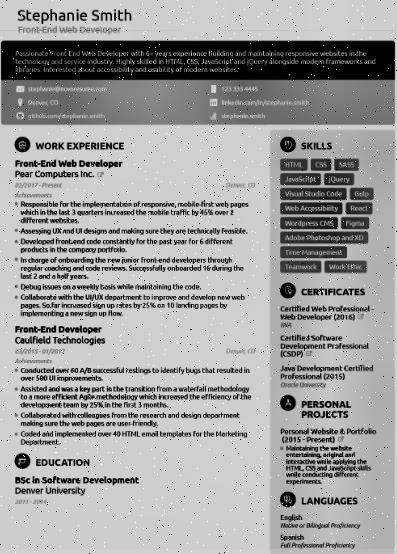 Stephanie Smith
Front End Web Developer
Passionate Front End Web Developer with 6+ years experience building and maintaining responsive websites in the
technology and service industry. Highly skilled in HTML, CSS, JavaScript and jQuery alongside modern frameworks and
libraries. Interested about accessibility and usability of modern websites.
123 333 4445
Denver, CO
linkedin.com/in/stephanie.smith
github.com/stephanie.smith
stephanie.smith
WORK EXPERIENCE
Front-End Web Developer
Pear Computers Inc.
02/2017 - Present
Denver, CO
Achievements
Responsible for the implementation of responsive, mobile-first web pages
which in the last 3 quarters increased the mobile traffic by 45% over 2
different websites.
Assessing UX and UI designs and making sure they are technically feasible.
Developed front-end code constantly for the past year for 6 different
products in the company portfolio.
In charge of onboarding the new junior front-end developers through
regular coaching and code reviews. Successfully onboarded 16 during the
last 2 and a half years.
Debug issues on a weekly basis while maintaining the code.
Collaborate with the UI/UX department to improve and develop new web
pages. So far increased sign up rates by 25% on 10 landing pages by
implementing a new sign up flow.
Front-End Developer
Caulfield Technologies
Denver, CO
Achievements
Conducted over 60 A/B successful testings to identify bugs that resulted in
over 500 UI improvements.
Assisted and was a key part in the transition from a waterfall methodology
to a more efficient Agile methodology which increased the efficiency of the
development team by 25% in the first 3 months.
Collaborated with colleagues from the research and design department
making sure the web pages are user-friendly.
Coded and implemented over 40 HTML email templates for the Marketing
Department.
EDUCATION
BSc in Software Development
Denver University
SKILLS
HTML CSS SASS
JavaScript jQuery
Visual Studio Code Gulp
Web Accessibility React
Wordpress CMS Figma
Adobe Photoshop and XD
Time Management
Teamwork Work Ethic
CERTIFICATES
Certified Web Professional -
Web Developer (2016)
Certified Software
Development Professional
(CSDP)
Java Development Certified
Professional (2015)
Oracle University
PERSONAL
PROJECTS
Personal Website & Portfolio
(2015 - Present)
Maintaining the website
entertaining, original and
interactive while applying the
HTML, CSS and JavaScript skills
while conducting different
experiments.
LANGUAGES
English
Native or Bilingual Proficiency
Spanish
Full Professional Proficiency